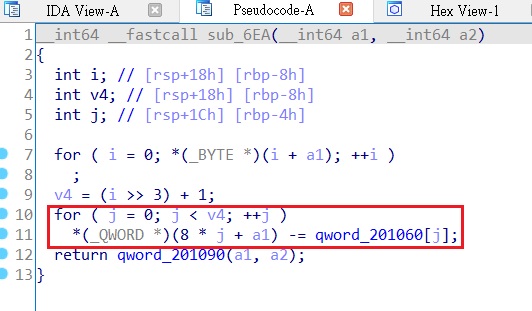 IDA View-A Pseudocode-A Hex View-1
1 __int64 __fastcall sub_6EA(__int64 a1, __int64 a2)
2 {
3 int i; // [rsp+18h] [rbp-8h]
4 int v4; // [rsp+18h] [rbp-8h]
5 int j; // [rsp+1Ch] [rbp-4h]
6
7 for ( i = 0; *(_BYTE *)(i + a1); ++i )
8 ;
9 v4 = (i >> 3) + 1;
10 for ( j = 0; j < v4; ++j )
11 *(_QWORD *)(8 * j + a1) -= qword_201060[j];
12 return qword_201090(a1, a2);
13 }